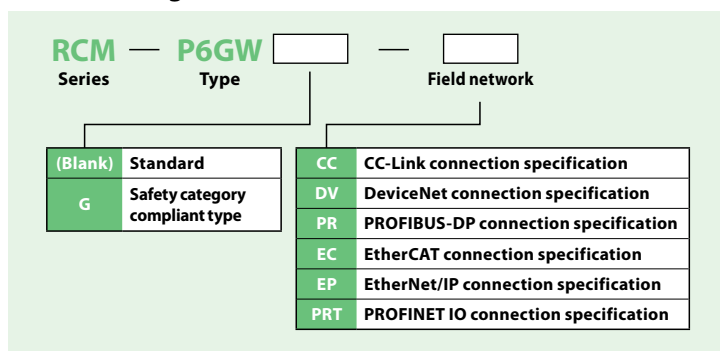 RCM — P6GW —
Series Type Field network
(Blank) Standard
G Safety category
compliant type
CC CC-Link connection specification
DV DeviceNet connection specification
PR PROFIBUS-DP connection specification
EC EtherCAT connection specification
EP EtherNet/IP connection specification
PRT PROFINET IO connection specification